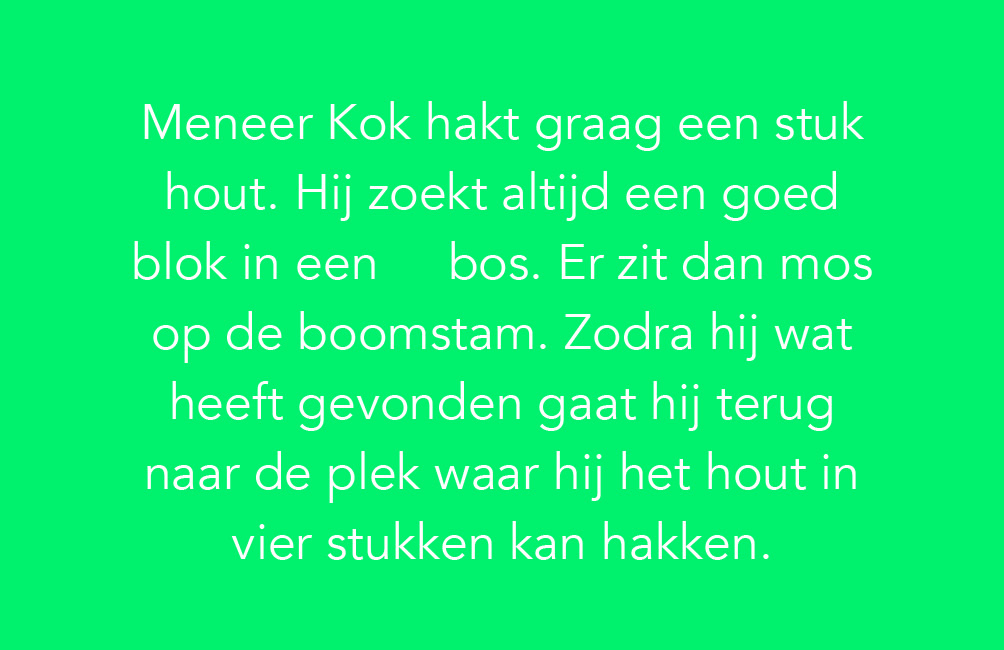 Meneer Kok hakt graag een stuk
hout. Hij zoekt altijd een goed
blok in een bos. Er zit dan mos
op de boomstam. Zodra hij wat
heeft gevonden gaat hij terug
naar de plek waar hij het hout in
vier stukken kan hakken.